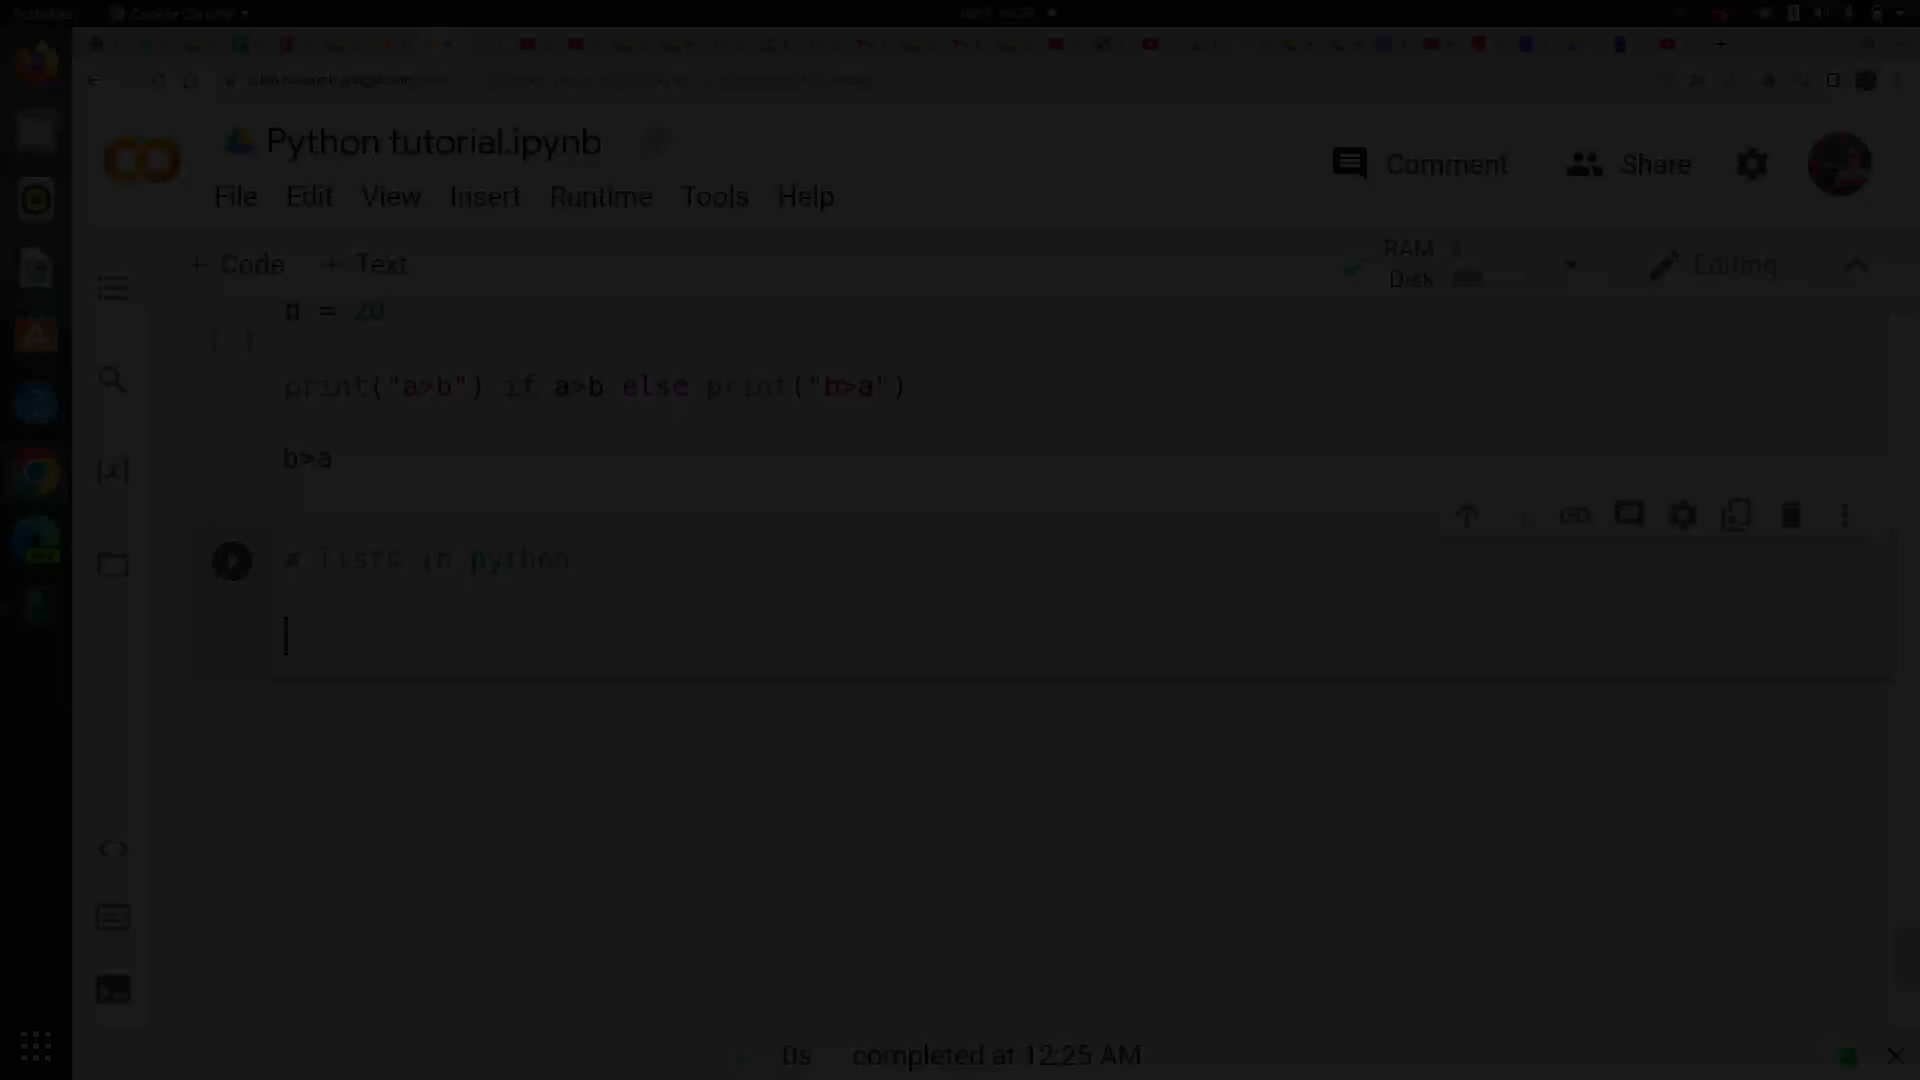 Python tutorial.ipynb
Comment
Share
File Edit View Insert Runtime Tools Help
+ Code + Text
RAM
Disk
Editing
= 20
[ ]
print("a>b") if a>b else print("b>a")
b>a
# lists in python
{x}
0s completed at 12:25 AM